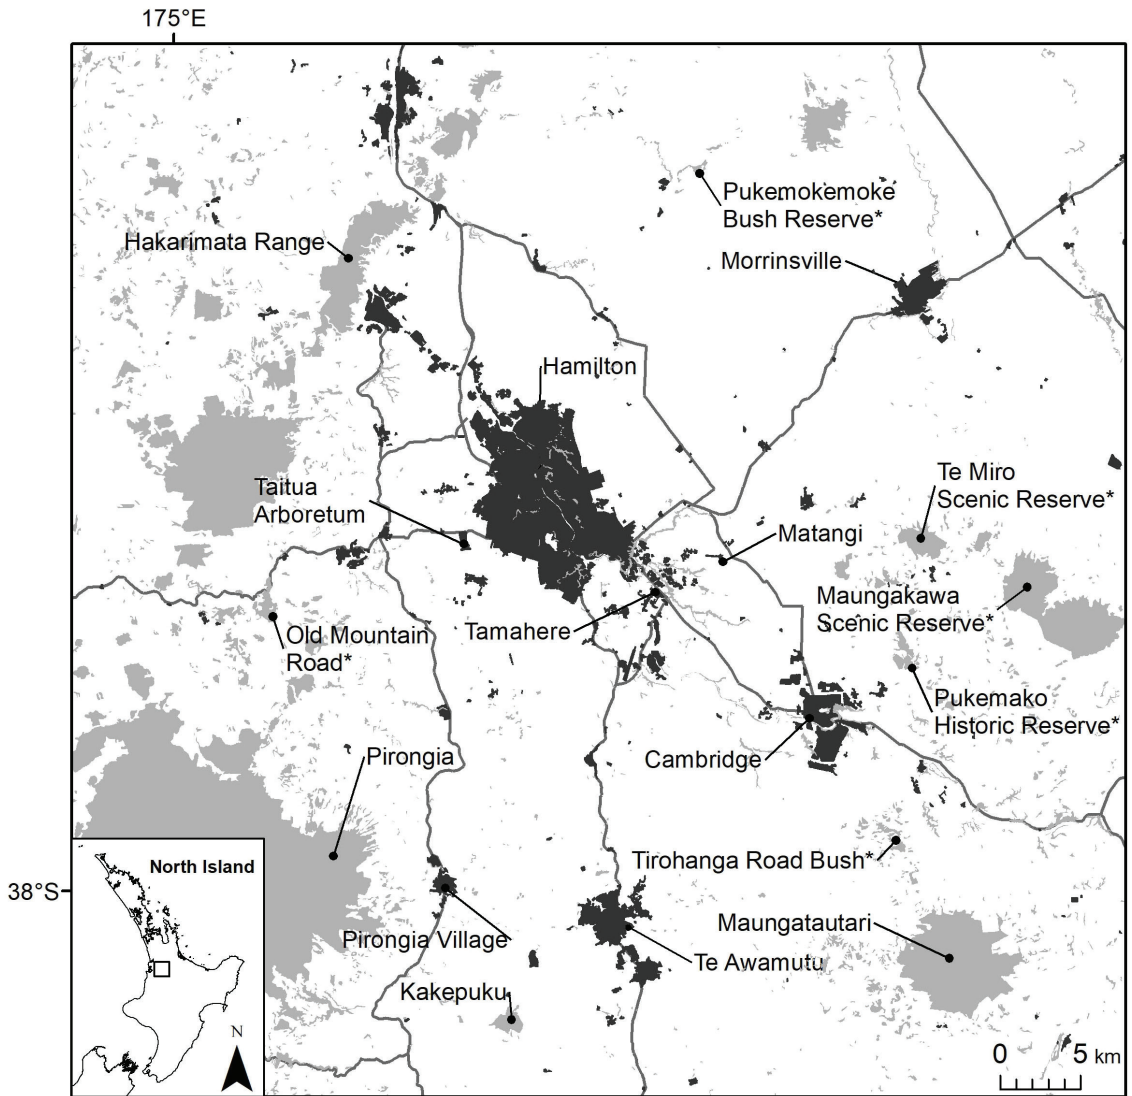 175°E
Pukemokemoke
Bush Reserve*
Hakarimata Range
Morrinsville
Hamilton
Te Miro
Scenic Reserve*
Taitua
Arboretum
Matangi
Maungakawa
Scenic Reserve*
Tamahere
Old Mountain
Road*
Pukemako
Historic Reserve*
Pirongia
Cambridge
Tirohanga Road Bush*
North Island
38°S
Maungatautari
Pirongia Village
Te Awamutu
Kakepuku
N
0 5 km